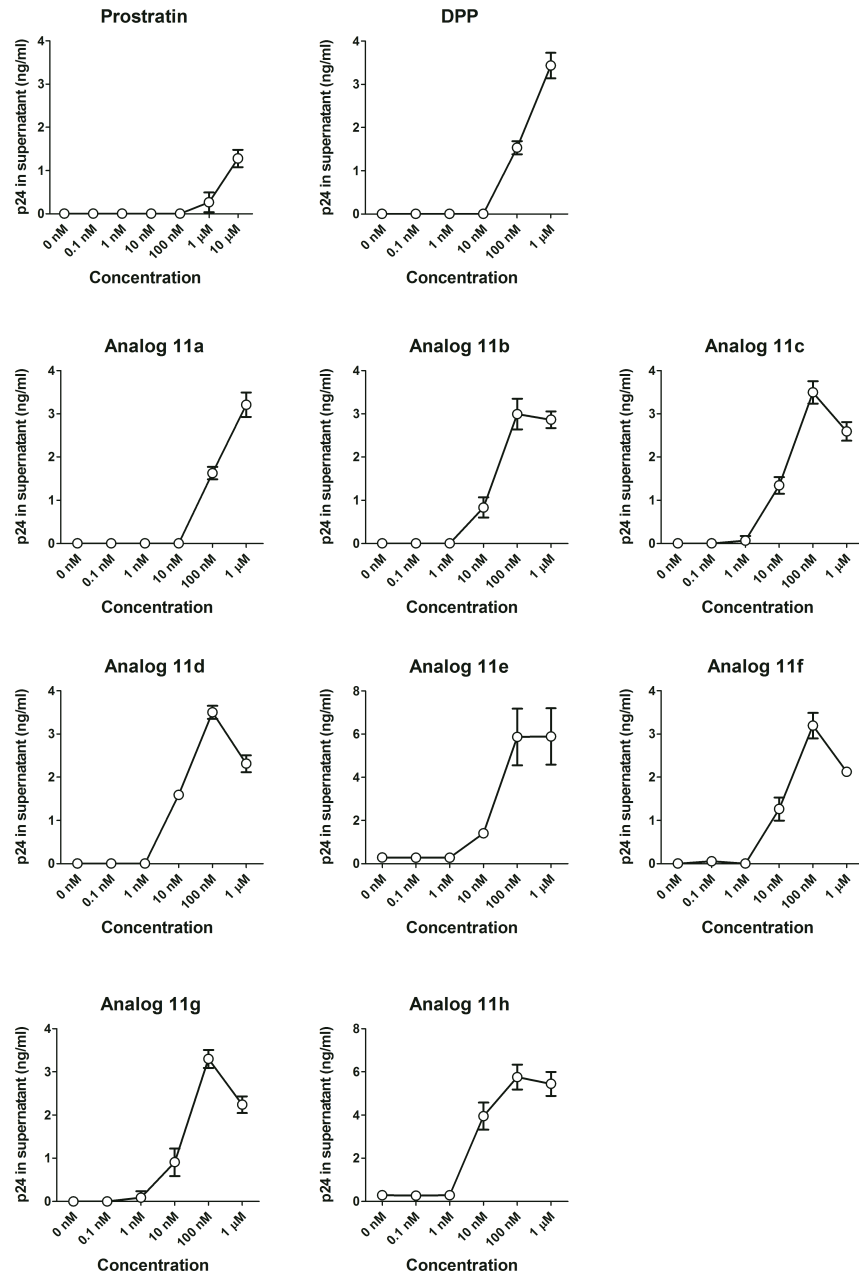 Prostratin
p24 in supernatant (ng/ml)
4
3
2
1
0
0 nM
0.1 nM
1 nM
10 nM
100 nM
1 µM
10 µM
Concentration
DPP
p24 in supernatant (ng/ml)
4
3
2
1
0
0 nM
0.1 nM
1 nM
10 nM
100 nM
1 µM
Concentration
Analog 11a
p24 in supernatant (ng/ml)
4
3
2
1
0
0 nM
0.1 nM
1 nM
10 nM
100 nM
1 µM
Concentration
Analog 11b
p24 in supernatant (ng/ml)
4
3
2
1
0
0 nM
0.1 nM
1 nM
10 nM
100 nM
1 µM
Concentration
Analog 11c
p24 in supernatant (ng/ml)
4
3
2
1
0
0 nM
0.1 nM
1 nM
10 nM
100 nM
1 µM
Concentration
Analog 11d
p24 in supernatant (ng/ml)
4
3
2
1
0
0 nM
0.1 nM
1 nM
10 nM
100 nM
1 µM
Concentration
Analog 11e
p24 in supernatant (ng/ml)
8
6
4
2
0
0 nM
0.1 nM
1 nM
10 nM
100 nM
1 µM
Concentration
Analog 11f
p24 in supernatant (ng/ml)
4
3
2
1
0
0 nM
0.1 nM
1 nM
10 nM
100 nM
1 µM
Concentration
Analog 11g
p24 in supernatant (ng/ml)
4
3
2
1
0
0 nM
0.1 nM
1 nM
10 nM
100 nM
1 µM
Concentration
Analog 11h
p24 in supernatant (ng/ml)
8
6
4
2
0
0 nM
0.1 nM
1 nM
10 nM
100 nM
1 µM
Concentration